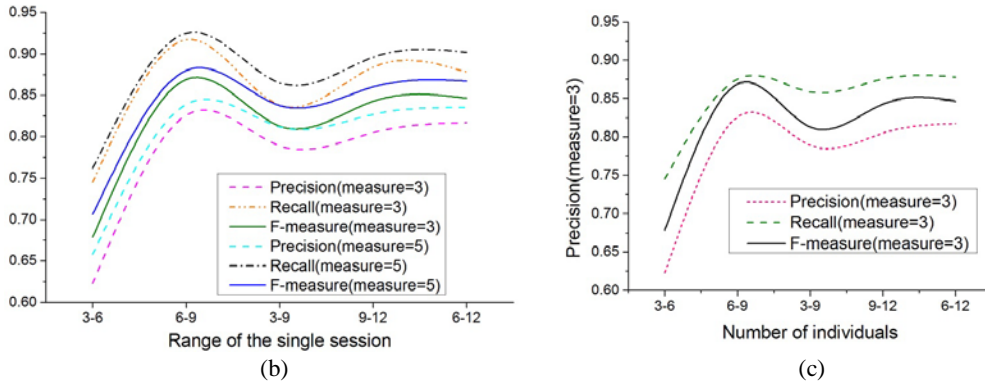 0.95
0.90
0.85
0.80
0.75
0.70
0.65
0.60
3-6
6-9
3-9
9-12
6-12
Range of the single session
Precision(measure=3)
Recall(measure=3)
F-measure(measure=3)
Precision(measure=5)
Recall(measure=5)
F-measure(measure=5)
(b)
Precision(measure=3)
0.95
0.90
0.85
0.80
0.75
0.70
0.65
0.60
3-6
6-9
3-9
9-12
6-12
Number of individuals
Precision(measure=3)
Recall(measure=3)
F-measure(measure=3)
(c)